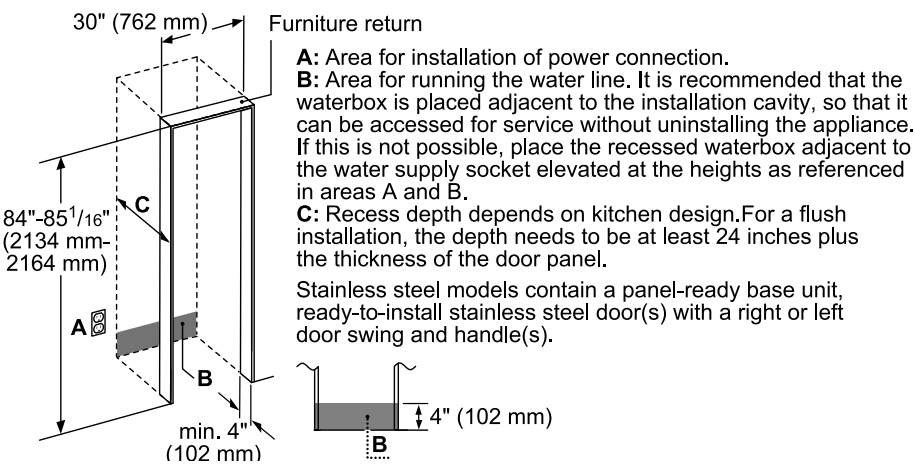 30" (762 mm)
Furniture return
A: Area for installation of power connection.
B: Area for running the water line. It is recommended that the
waterbox is placed adjacent to the installation cavity, so that it
can be accessed for service without uninstalling the appliance.
If this is not possible, place the recessed waterbox adjacent to
the water supply socket elevated at the heights as referenced
in areas A and B.
C: Recess depth depends on kitchen design.For a flush
installation, the depth needs to be at least 24 inches plus
the thickness of the door panel.
Stainless steel models contain a panel-ready base unit,
ready-to-install stainless steel door(s) with a right or left
door swing and handle(s).
C
84"-85 1/16"
(2134 mm-
2164 mm)
A
B
min. 4"
(102 mm)
4" (102 mm)
B